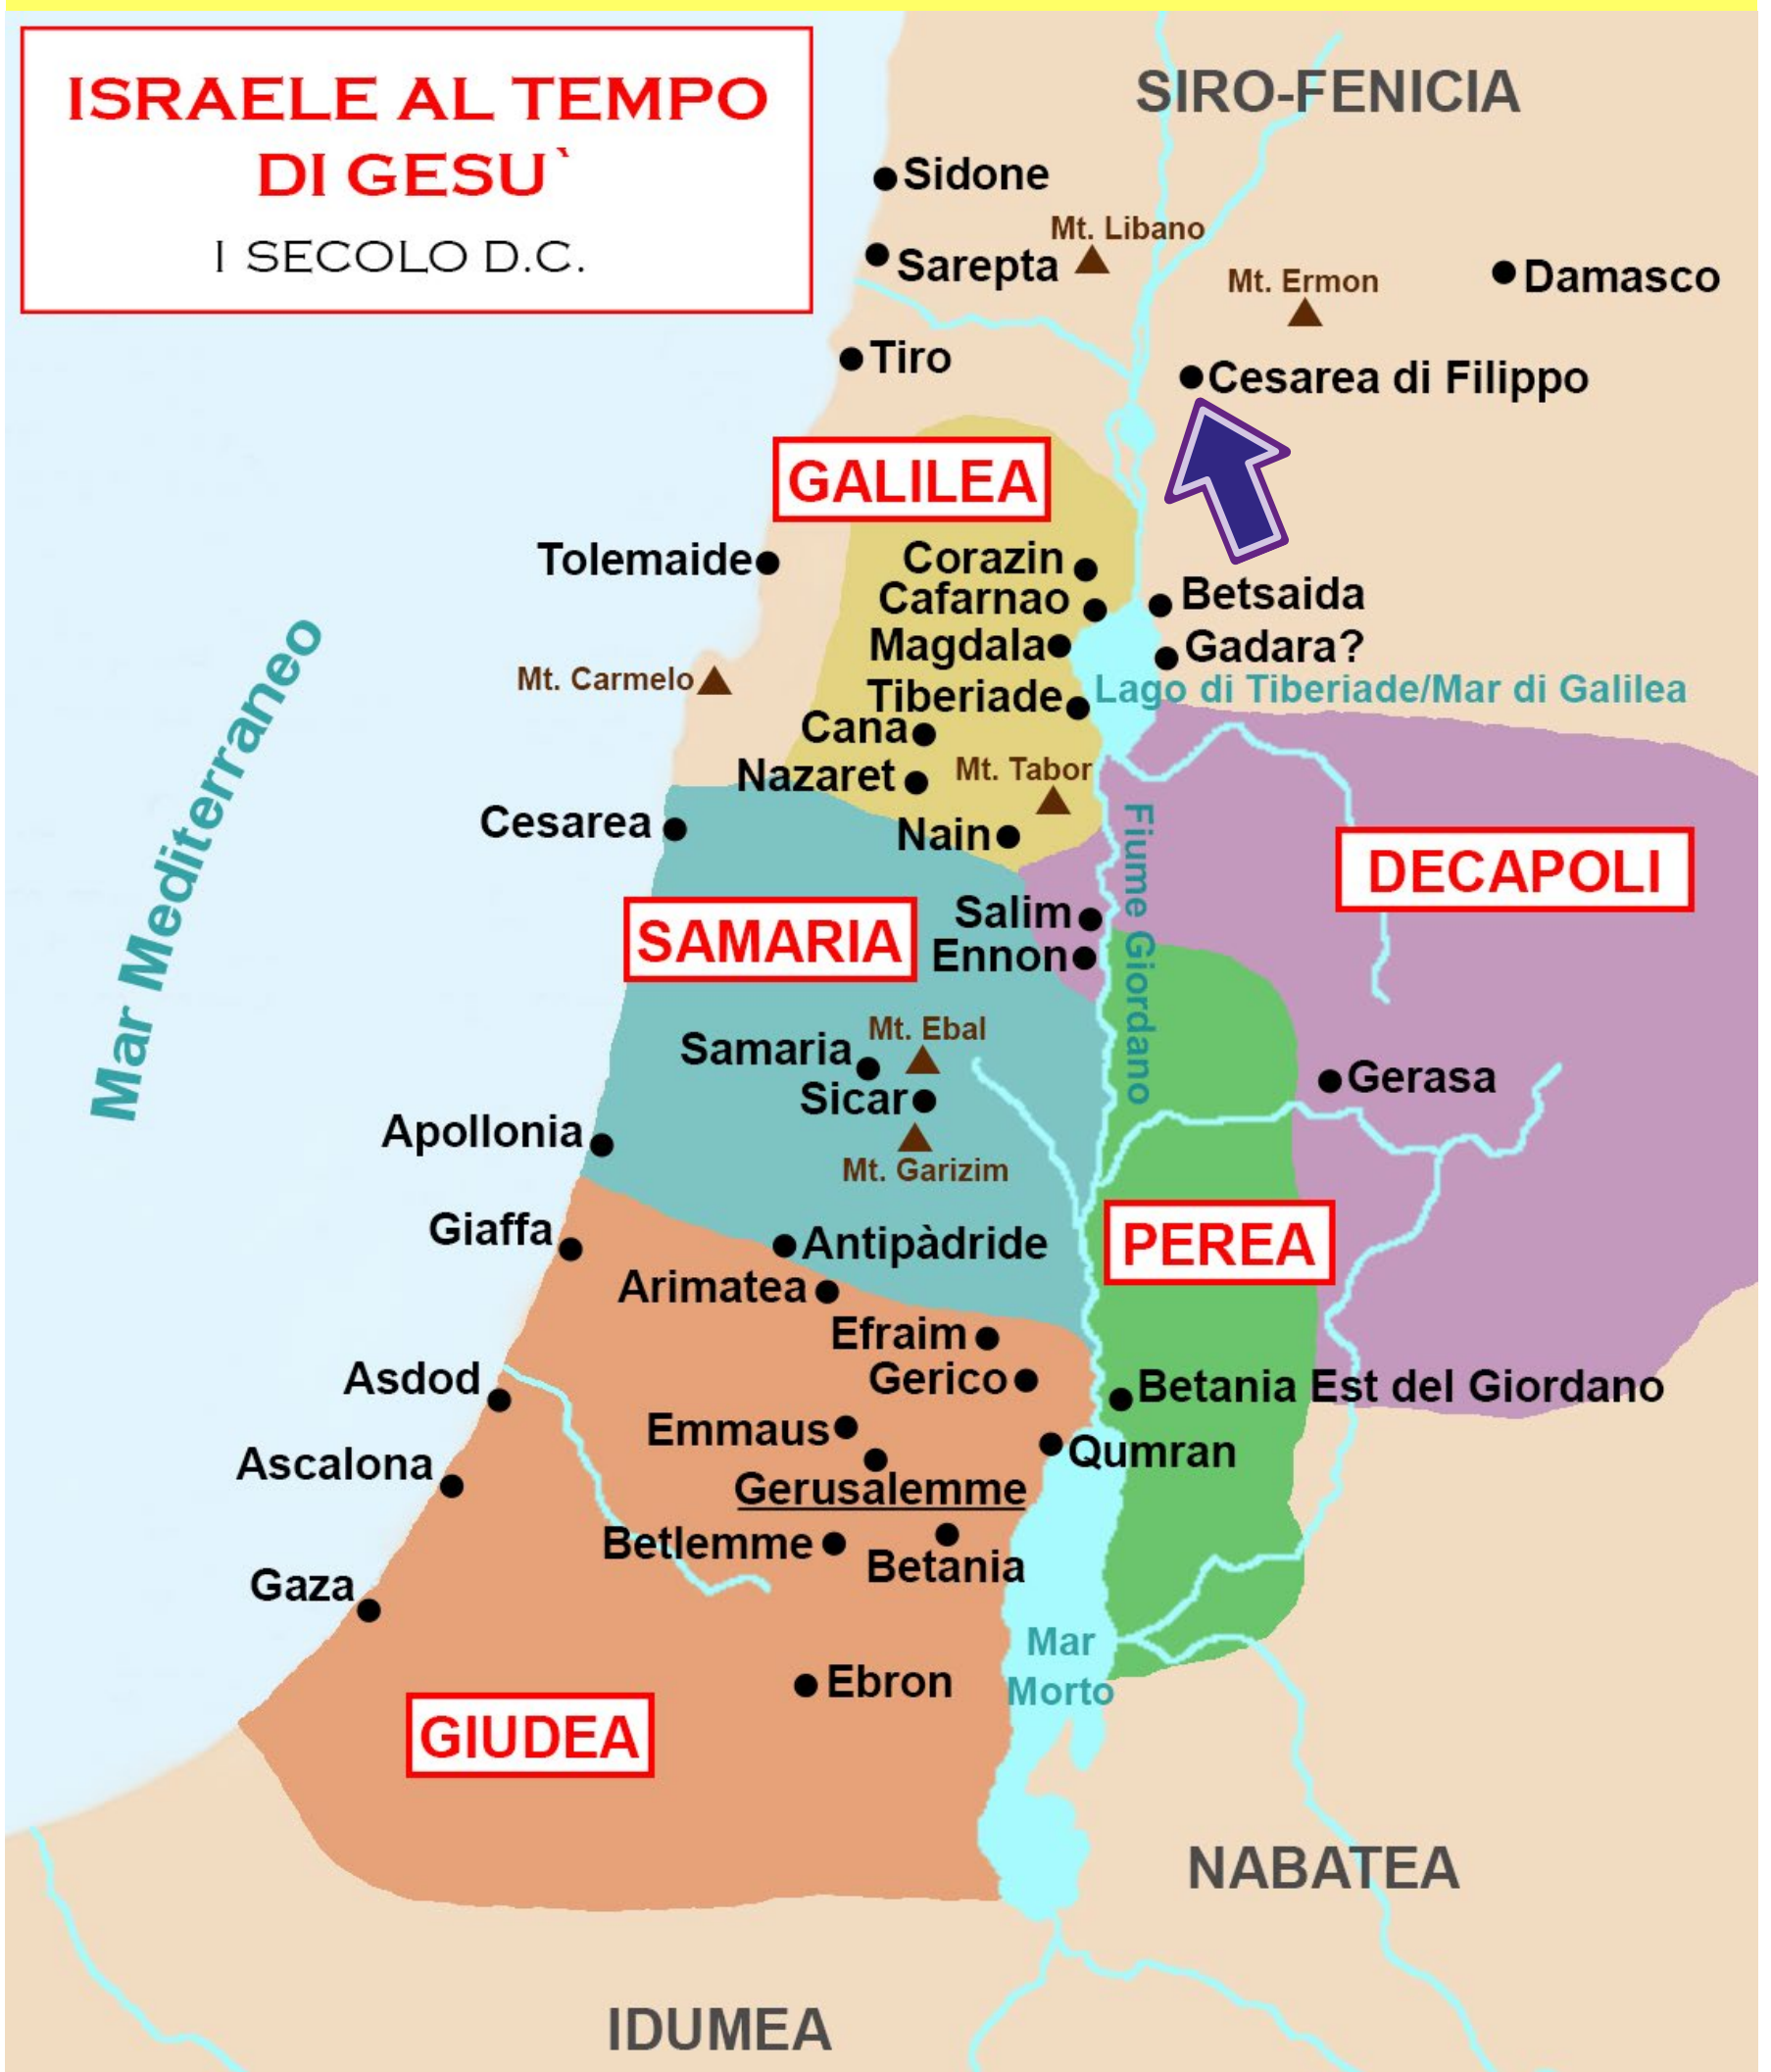 ISRAELE AL TEMPO
DI GESU`
I SECOLO D.C.
SIRO-FENICIA
Sidone
Mt. Libano
Sarepta
Mt. Ermon
Damasco
Tiro
Cesarea di Filippo
GALILEA
Tolemaide
Corazin
Cafarnao
Betsaida
Magdala
Gadara?
Mt. Carmelo
Tiberiade
Lago di Tiberiade/Mar di Galilea
Cana
Nazaret
Mt. Tabor
Mar Mediterraneo
Cesarea
Nain
Fiume Giordano
DECAPOLI
SAMARIA
Salim
Ennon
Mt. Ebal
Samaria
Sicar
Gerasa
Apollonia
Mt. Garizim
Giaffa
Antipàdride
PEREA
Arimatea
Efraim
Asdod
Gerico
Betania Est del Giordano
Emmaus
Qumran
Ascalona
Gerusalemme
Betlemme
Betania
Gaza
Mar
Morto
Ebron
GIUDEA
NABATEA
IDUMEA